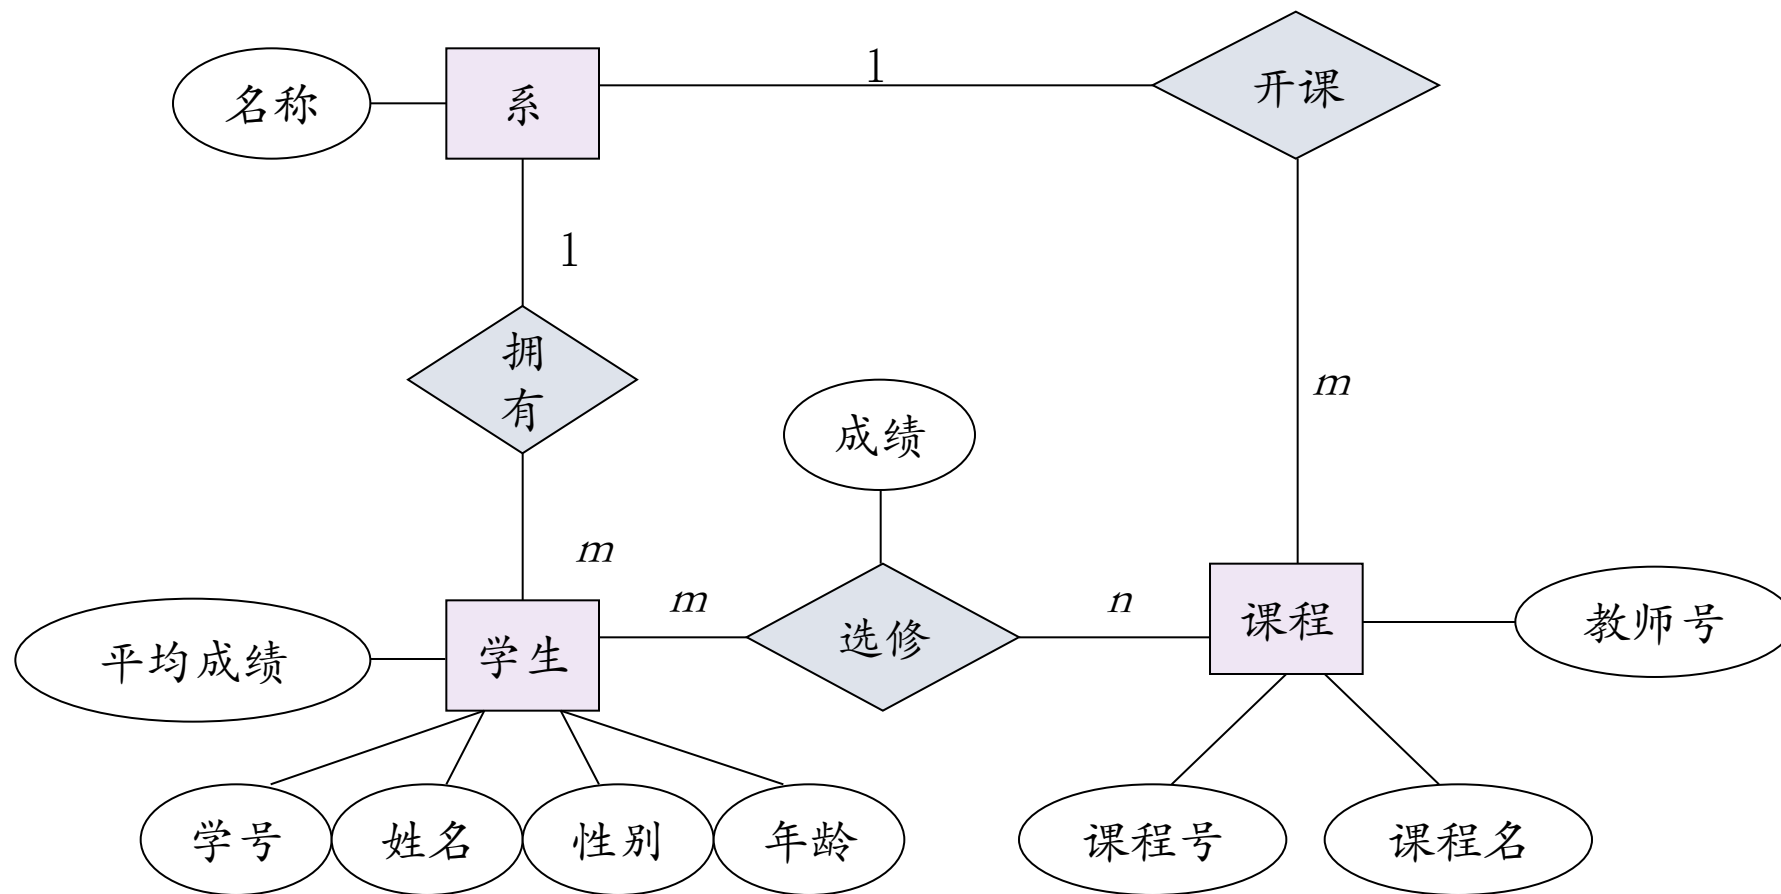 名称
系
1
开课
1
拥
有
m
成绩
m
m
n
平均成绩
学生
选修
课程
教师号
学号
姓名
性别
年龄
课程号
课程名